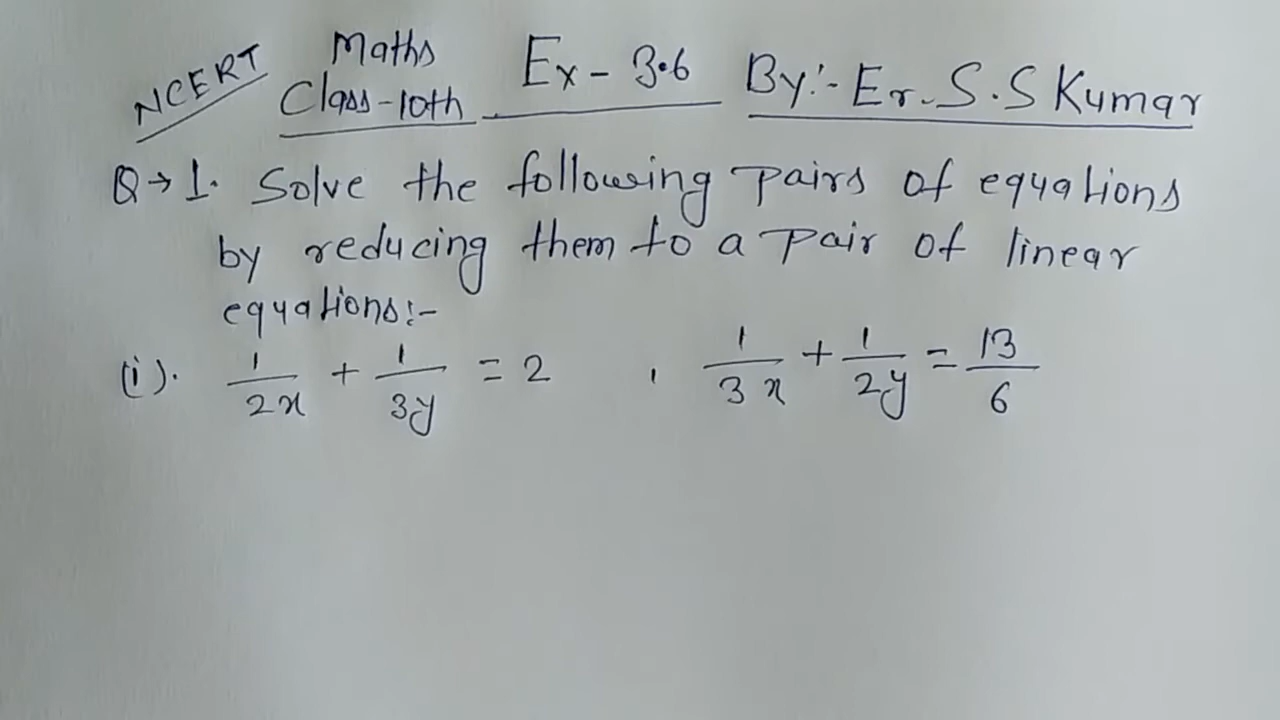 NCERT Maths Class-10th Ex-3.6 By:- Er. S.S Kumar
Q→1. Solve the following pairs of equations
by reducing them to a pair of linear
equations:-
(i). 1/2x + 1/3y = 2 , 1/3x + 1/2y = 13/6